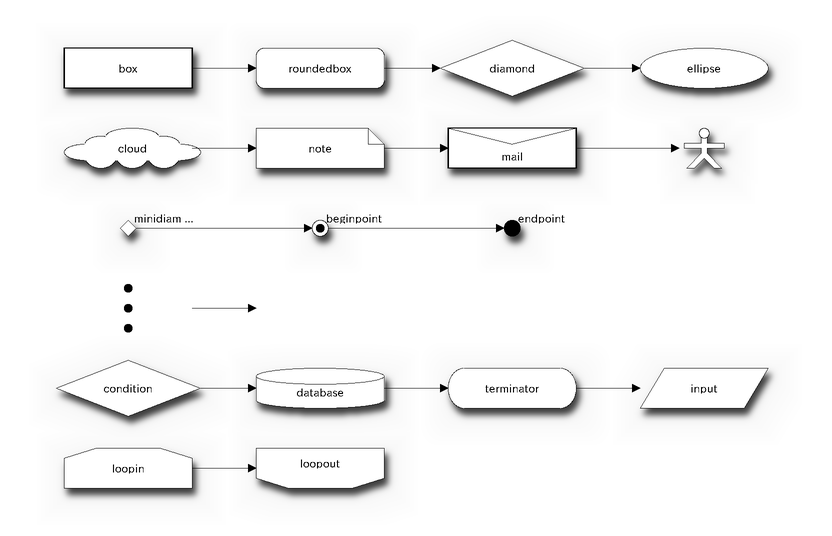 box
roundedbox
diamond
ellipse
cloud
note
mail
minidiam ...
beginpoint
endpoint
condition
database
terminator
input
loopin
loopout